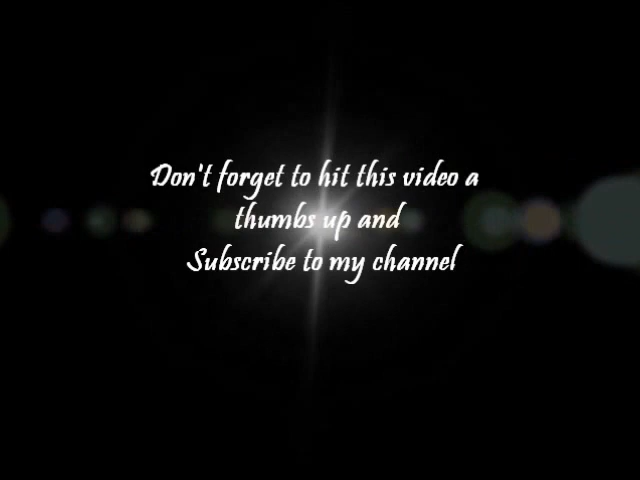 Don't forget to hit this video a
thumbs up and
Subscribe to my channel